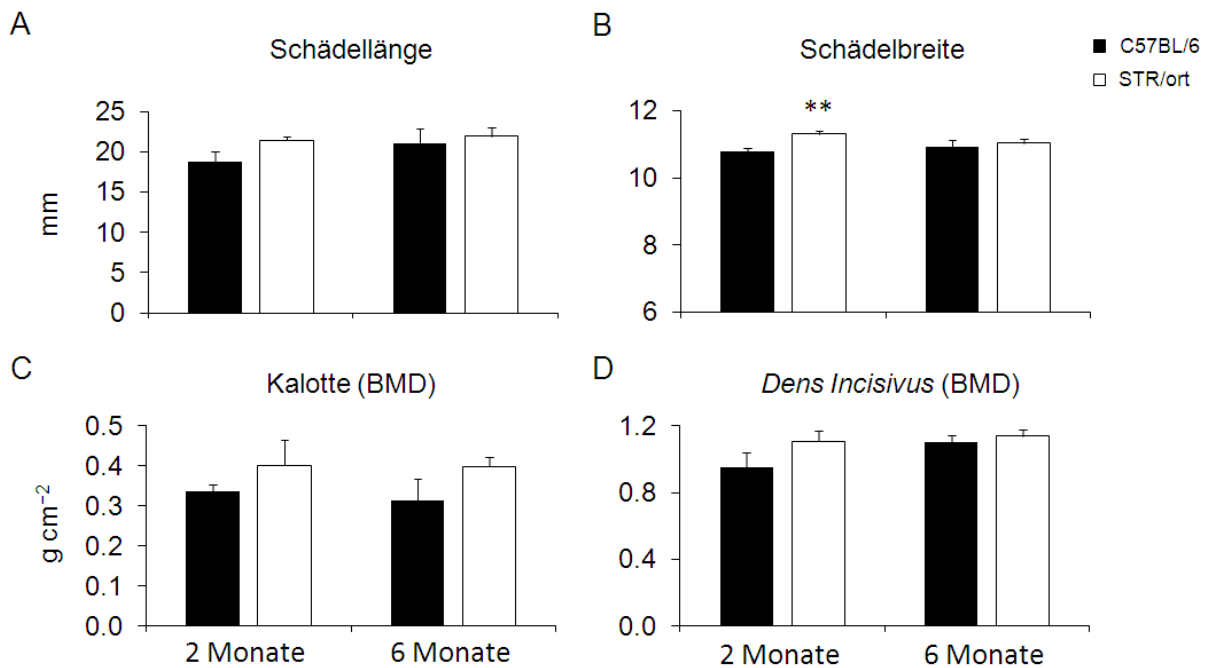 A
Schädellänge
B
Schädelbreite
C57BL/6
STR/ort
25
20
15
10
5
0
mm
12
10
8
6
**
C
Kalotte (BMD)
D
Dens Incisivus (BMD)
0.5
0.4
0.3
0.2
0.1
0.0
g cm⁻²
1.2
0.8
0.4
0.0
2 Monate
6 Monate
2 Monate
6 Monate